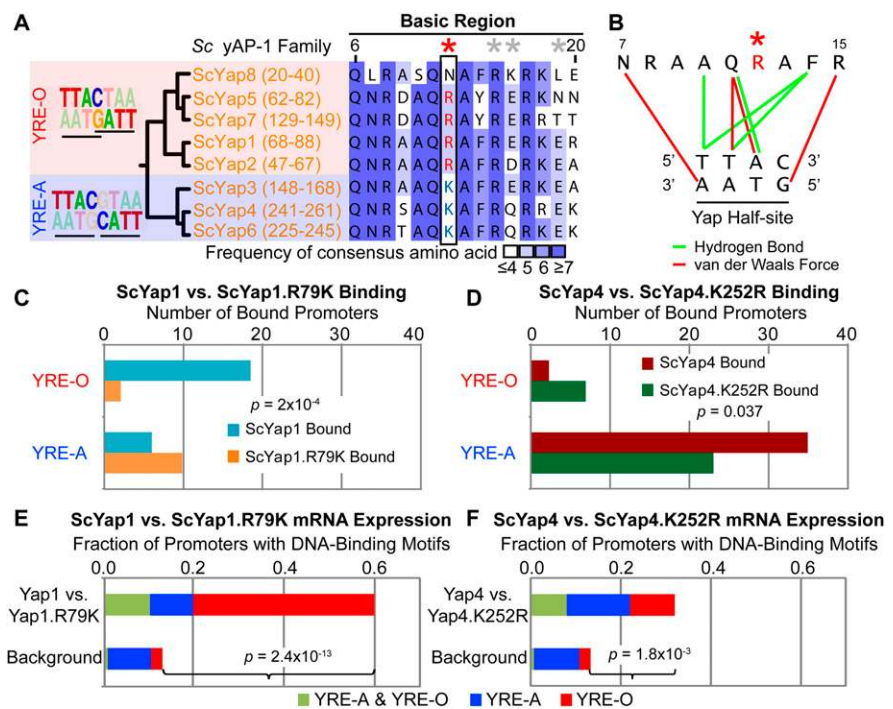 A
Basic Region
Sc yAP-1 Family
6
* * * *
20
YRE-O
TTACTAA
AATGATT
ScYap8 (20-40) QLRASQNAFRKRKLE
ScYap5 (62-82) QNRDAQRAYRERKNN
ScYap7 (129-149) QNRDAQRAYRERRTT
ScYap1 (68-88) QNRAAQRAFRERKER
ScYap2 (47-67) QNRAAQRAFRDRKEA
YRE-A
TTACGTAA
AATGCATT
ScYap3 (148-168) QNRAAQKAFRERKEA
ScYap4 (241-261) QNRSAQKAFRQRREK
ScYap6 (225-245) QNRTAQKAFRQRKEK
Frequency of consensus amino acid
≤4 5 6 ≥7
B
*
7 15
N R A A Q R A F R
5' T T A C 3'
3' A A T G 5'
Yap Half-site
Hydrogen Bond
van der Waals Force
C
ScYap1 vs. ScYap1.R79K Binding
Number of Bound Promoters
0 10 20 30 40
YRE-O
p = 2x10-4
YRE-A
ScYap1 Bound
ScYap1.R79K Bound
D
ScYap4 vs. ScYap4.K252R Binding
Number of Bound Promoters
0 10 20 30 40
YRE-O
ScYap4 Bound
ScYap4.K252R Bound
p = 0.037
YRE-A
E
ScYap1 vs. ScYap1.R79K mRNA Expression
Fraction of Promoters with DNA-Binding Motifs
0.0 0.2 0.4 0.6
Yap1 vs.
Yap1.R79K
Background
p = 2.4x10-13
F
ScYap4 vs. ScYap4.K252R mRNA Expression
Fraction of Promoters with DNA-Binding Motifs
0.0 0.2 0.4 0.6
Yap4 vs.
Yap4.K252R
Background
p = 1.8x10-3
YRE-A & YRE-O YRE-A YRE-O